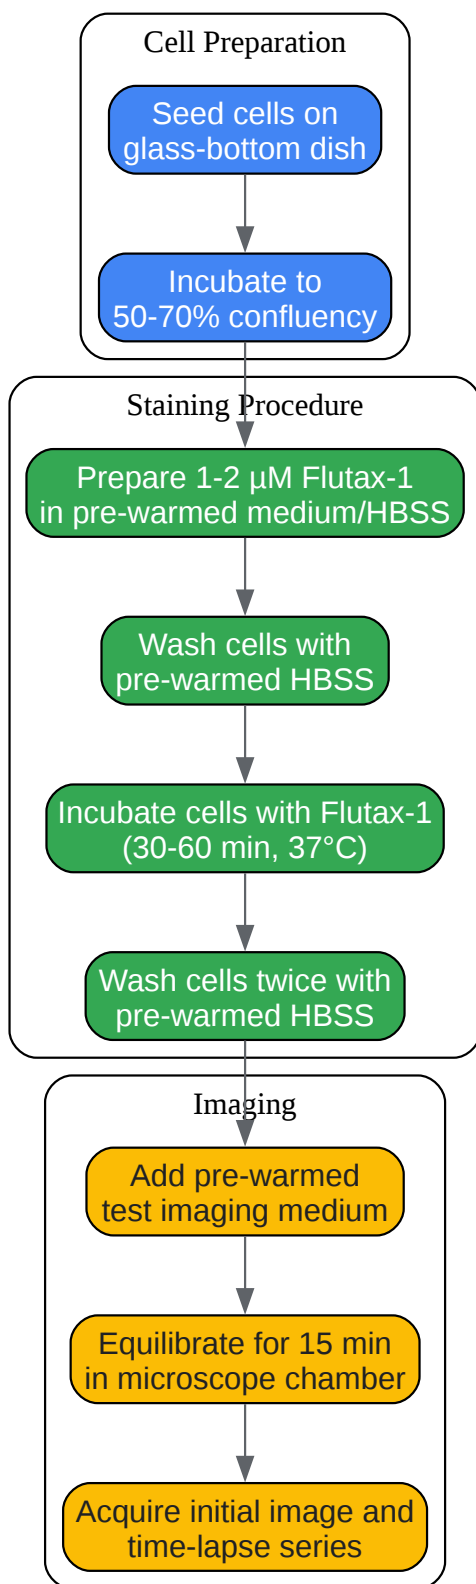 Cell Preparation
Seed cells on
glass-bottom dish
Incubate to
50-70% confluency
Staining Procedure
Prepare 1-2 µM Flutax-1
in pre-warmed medium/HBSS
Wash cells with
pre-warmed HBSS
Incubate cells with Flutax-1
(30-60 min, 37°C)
Wash cells twice with
pre-warmed HBSS
Imaging
Add pre-warmed
test imaging medium
Equilibrate for 15 min
in microscope chamber
Acquire initial image and
time-lapse series